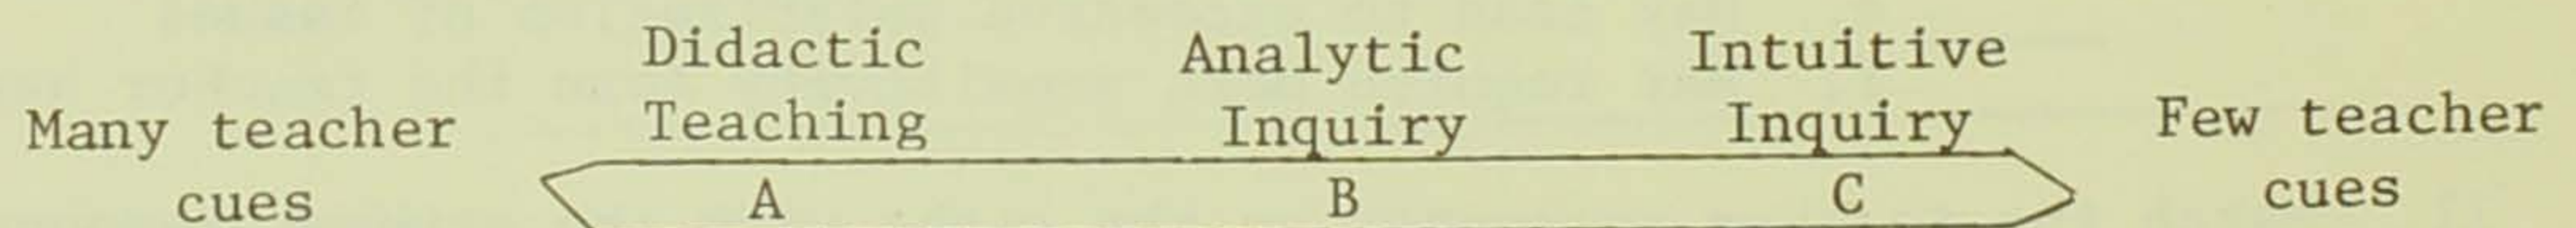 Didactic Analytic Intuitive
Many teacher Teaching Inquiry Inquiry Few teacher
cues A B C cues